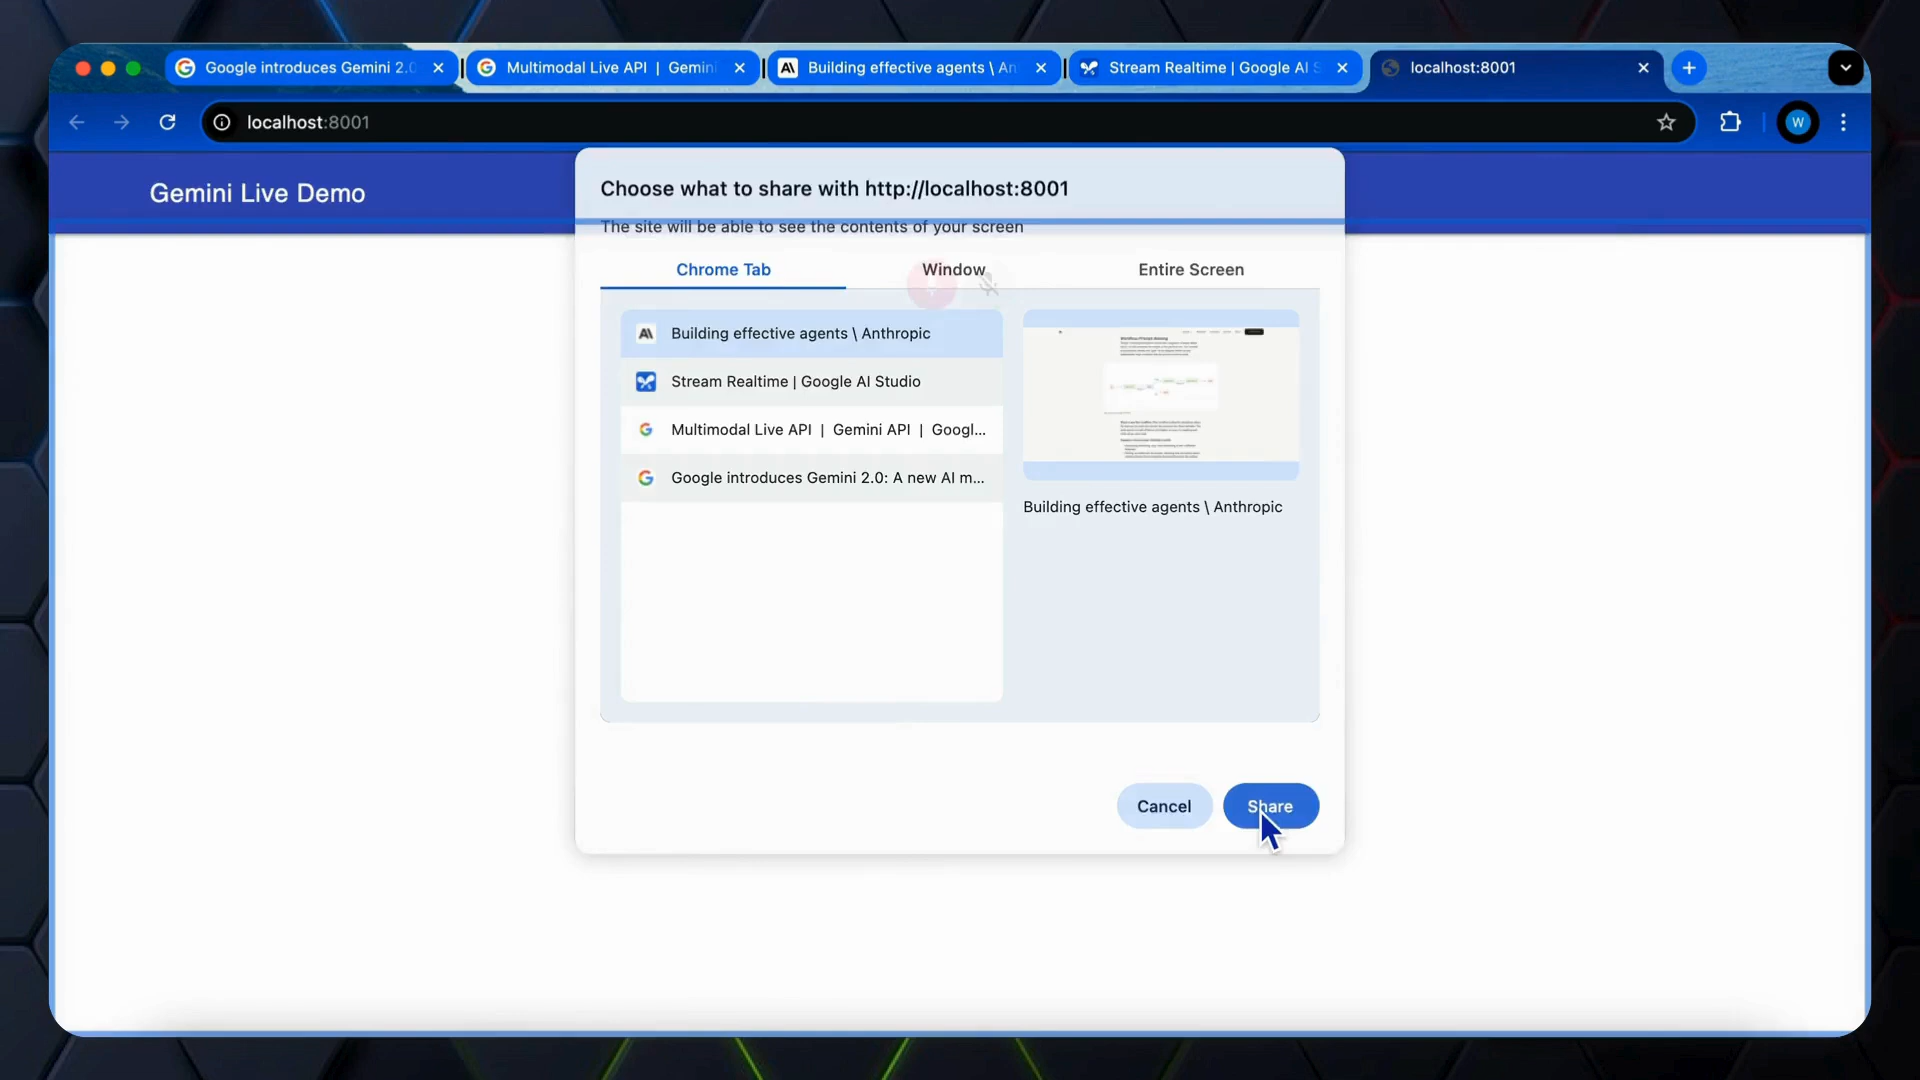 Google introduces Gemini 2.0
Multimodal Live API | Gemini
Building effective agents \ An
Stream Realtime | Google AI S
localhost:8001
localhost:8001
W
Gemini Live Demo
Choose what to share with http://localhost:8001
The site will be able to see the contents of your screen
Chrome Tab
Window
Entire Screen
Building effective agents \ Anthropic
Stream Realtime | Google AI Studio
Multimodal Live API | Gemini API | Googl...
Google introduces Gemini 2.0: A new AI m...
Building effective agents \ Anthropic
Cancel
Share